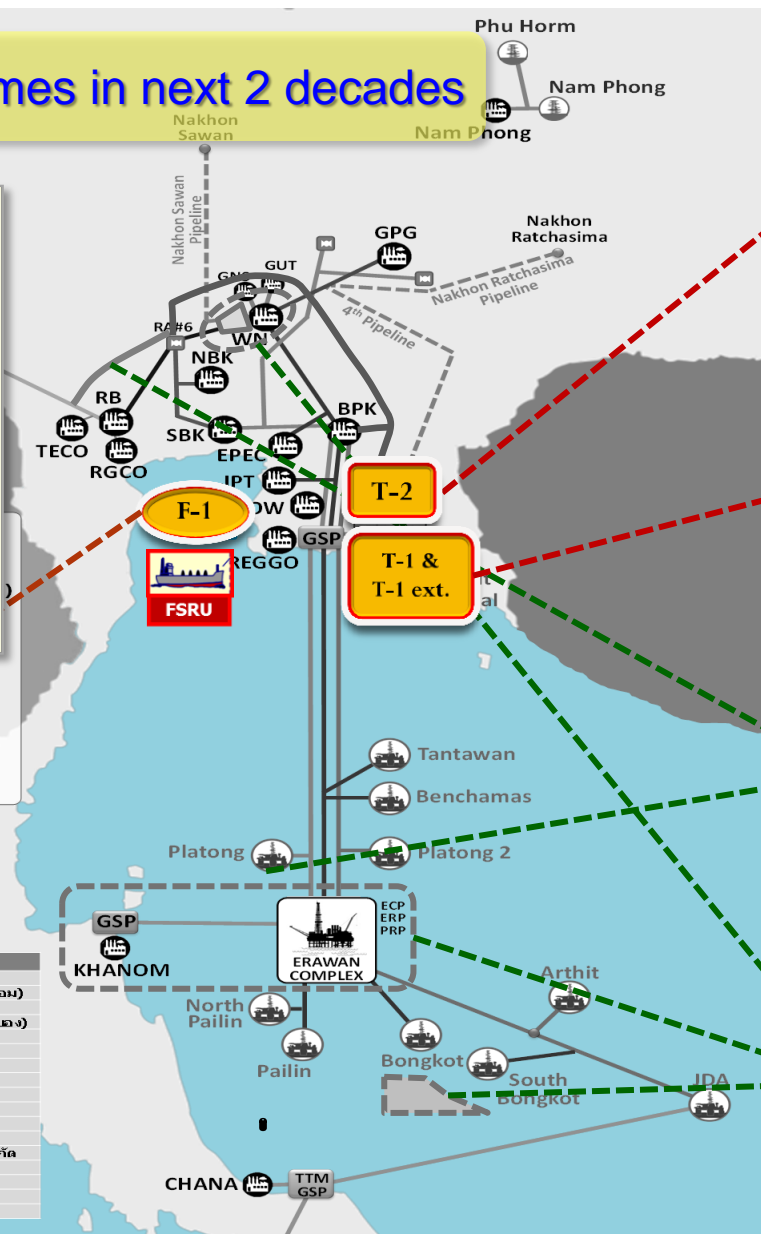 Phu Horm
mes in next 2 decades
Nam Phong
Nam Phong
Nakhon
Sawan
Nakhon Sawan
Pipeline
Nakhon
Ratchasima
GPG
Nakhon Ratchasima
Pipeline
GUT
4th Pipeline
RA#6
WN
NBK
RB
BPK
SBK
TECO
EPEC
RGCO
IPT
T-2
F-1
OW
GSP
REGGO
T-1 &
T-1 ext.
t
al
)
FSRU
Tantawan
Benchamas
Platong
Platong 2
ECP
ERP
PRP
GSP
KHANOM
ERAWAN
COMPLEX
Arthit
North
Pailin
Pailin
Bongkot
South
Bongkot
JDA
CHANA
TTM
GSP